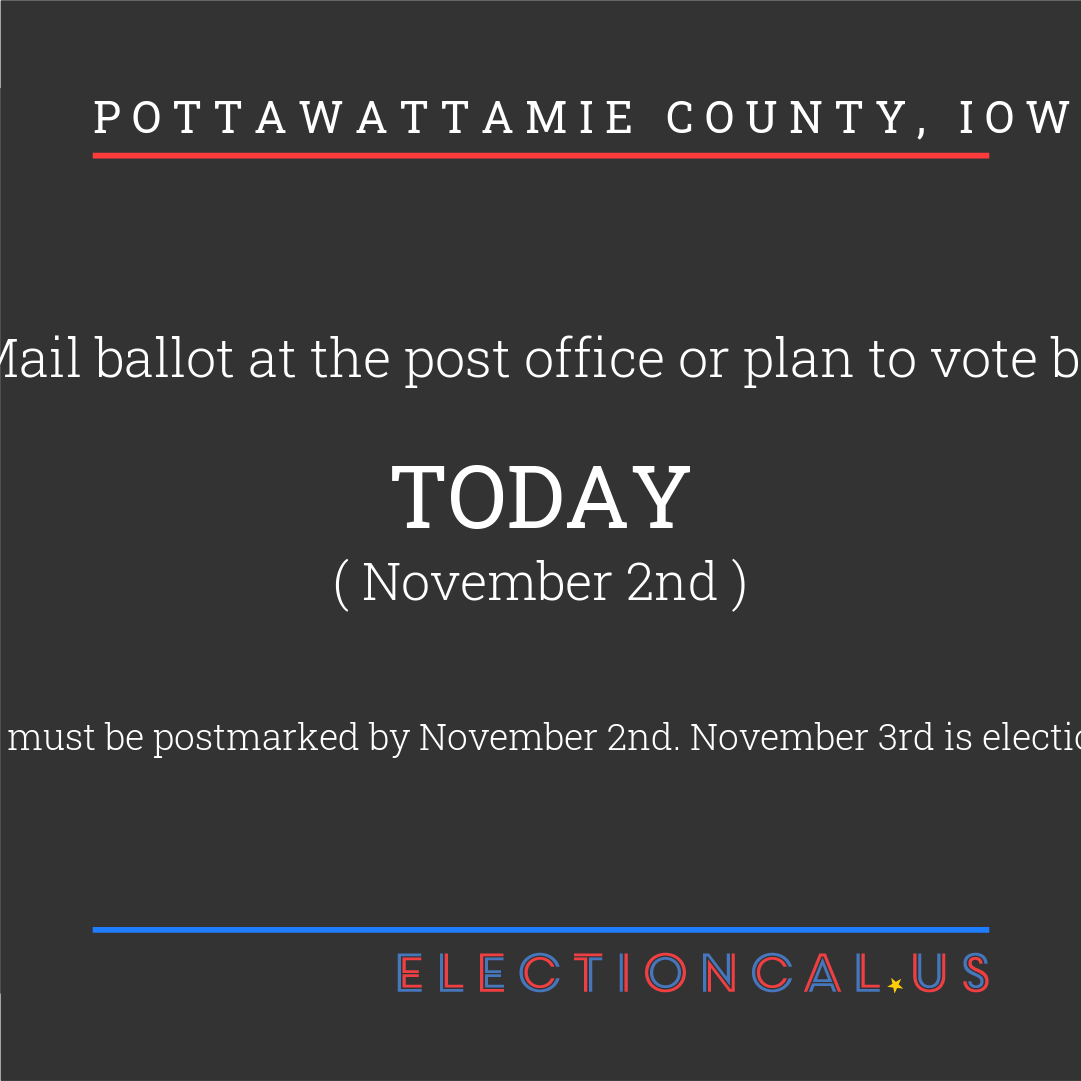 POTTAWATTAMIE COUNTY, IOW
Mail ballot at the post office or plan to vote b
TODAY
( November 2nd )
must be postmarked by November 2nd. November 3rd is electio
ELECTIONCAL.US